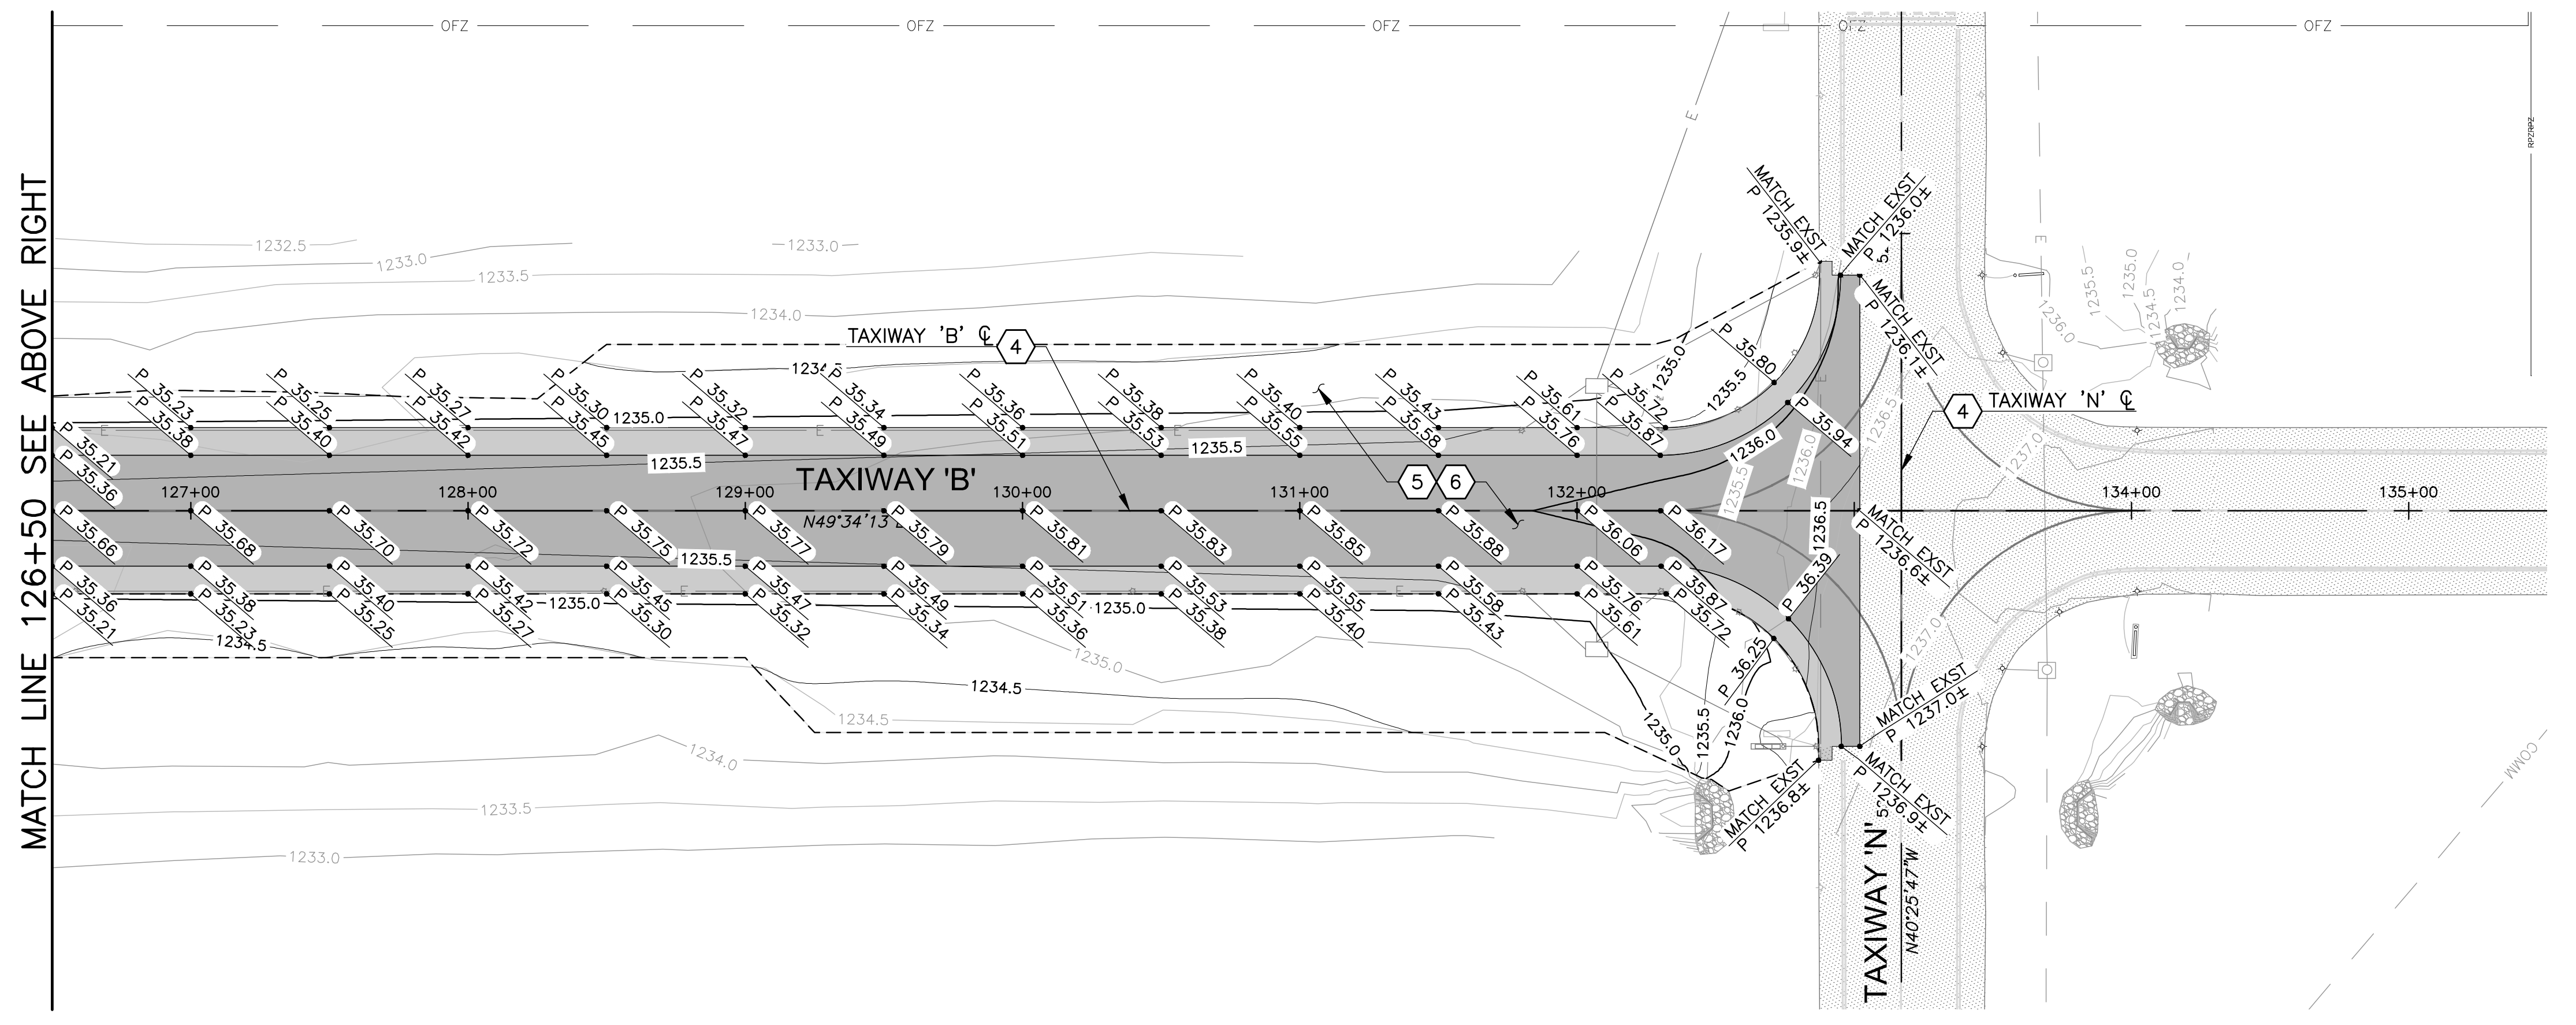 OFZ OFZ OFZ OFZ OFZ
RPZRPZ
E
MATCH LINE 126+50 SEE ABOVE RIGHT
MATCH EXST
P 1235.9±
MATCH EXST
P 1236.0±
MATCH EXST
P 1236.1±
1232.5
1233.0
1233.0
1233.5
1234.0
1236.0
1235.5
1235.0
1234.5
1234.0
E
TAXIWAY 'B' ℄
4
1234.5
P 35.80
1235.0
1235.5
4
TAXIWAY 'N' ℄
P 35.23
P 35.25
P 35.27
P 35.30
P 35.32
P 35.34
P 35.36
P 35.38
P 35.40
P 35.43
P 35.61
P 35.72
1235.0
P 35.21
P 35.38
P 35.40
P 35.42
P 35.45
P 35.47
P 35.49
P 35.51
P 35.53
P 35.55
P 35.58
P 35.76
P 35.87
P 35.94
E E E E
P 35.36
1235.5
1235.5
1236.0
1235.5
1236.0
1236.5
1237.0
TAXIWAY 'B'
5 6
127+00 128+00 129+00 130+00 131+00 132+00 134+00 135+00
N49°34'13"
P 35.66
P 35.68
P 35.70
P 35.72
P 35.75
P 35.77
P 35.79
P 35.81
P 35.83
P 35.85
P 35.88
P 36.06
P 36.17
1236.5
MATCH EXST
P 1236.6±
1235.5
P 35.36
P 35.38
P 35.40
P 35.42
P 35.45
P 35.47
P 35.49
P 35.51
P 35.53
P 35.55
P 35.58
P 35.76
P 35.87
P 36.39
E E E
P 35.21
P 35.23
P 35.25
P 35.27
P 35.30
P 35.32
P 35.34
P 35.36
P 35.38
P 35.40
P 35.43
P 35.61
P 35.72
P 36.25
1235.0
1235.0
1234.5
1235.0
1237.0
1234.5
1234.5
1235.0
1235.5
1236.0
MATCH EXST
P 1237.0±
1234.0
1233.5
1233.0
MATCH EXST
P 1236.8±
MATCH EXST
P 1236.9±
TAXIWAY 'N'
N40°25'47"W
COMM